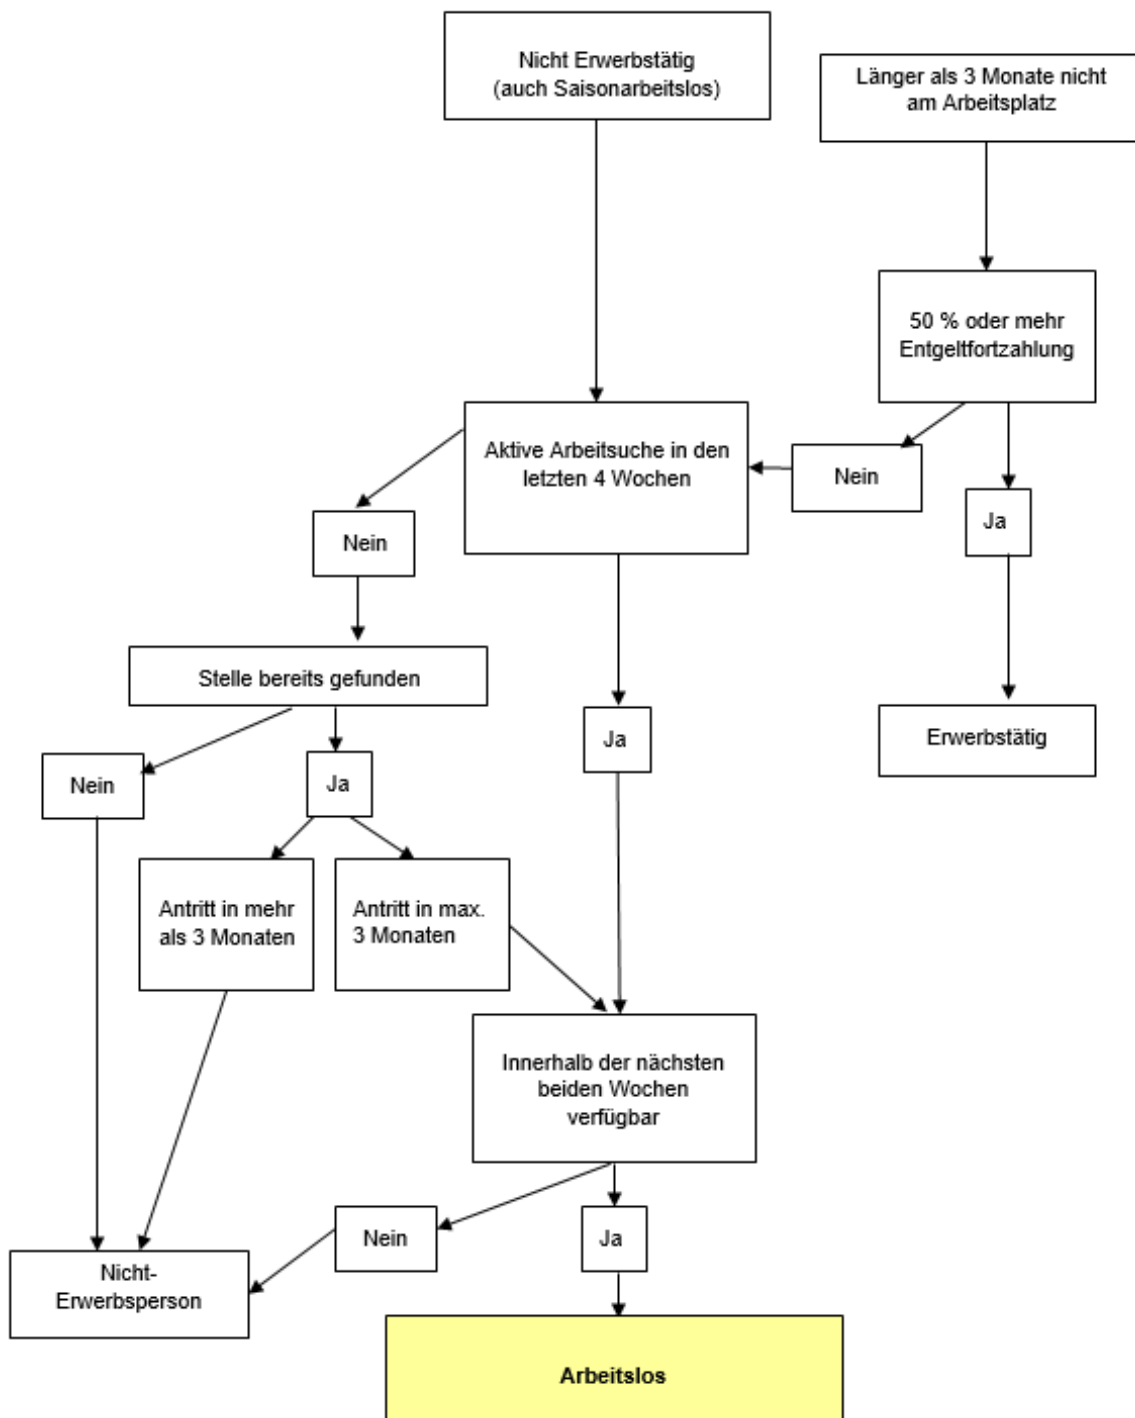 Nicht Erwerbstätig
(auch Saisonarbeitslos)
Länger als 3 Monate nicht
am Arbeitsplatz
50 % oder mehr
Entgeltfortzahlung
Aktive Arbeitsuche in den
letzten 4 Wochen
Nein
Ja
Nein
Stelle bereits gefunden
Ja
Erwerbstätig
Nein
Ja
Antritt in mehr
als 3 Monaten
Antritt in max.
3 Monaten
Innerhalb der nächsten
beiden Wochen
verfügbar
Nein
Ja
Nicht-
Erwerbsperson
Arbeitslos